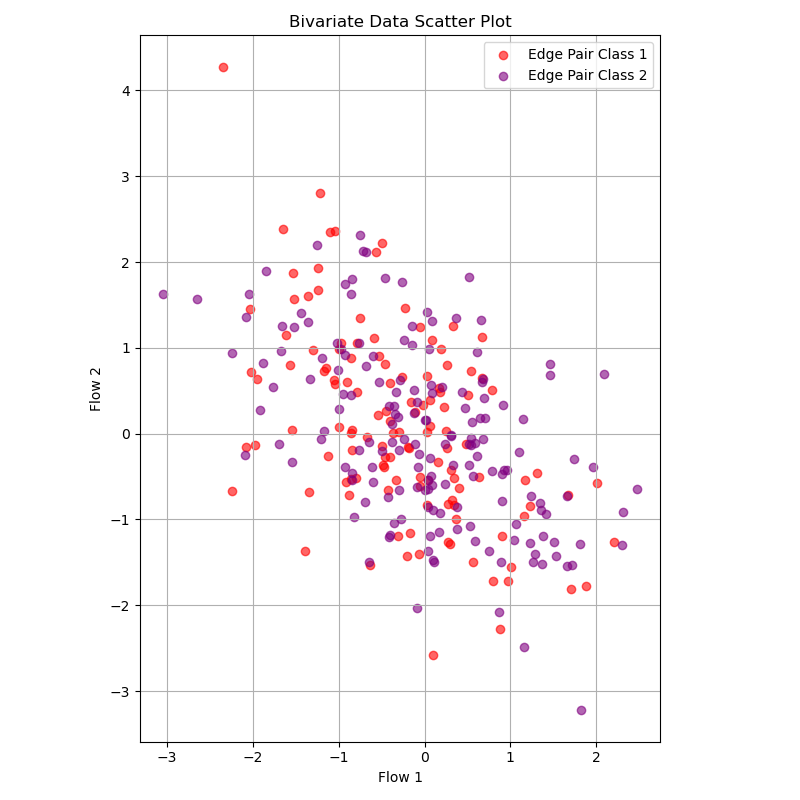 Bivariate Data Scatter Plot
Edge Pair Class 1
Edge Pair Class 2
4
3
2
1
0
−1
−2
−3
Flow 2
−3
−2
−1
0
1
2
Flow 1